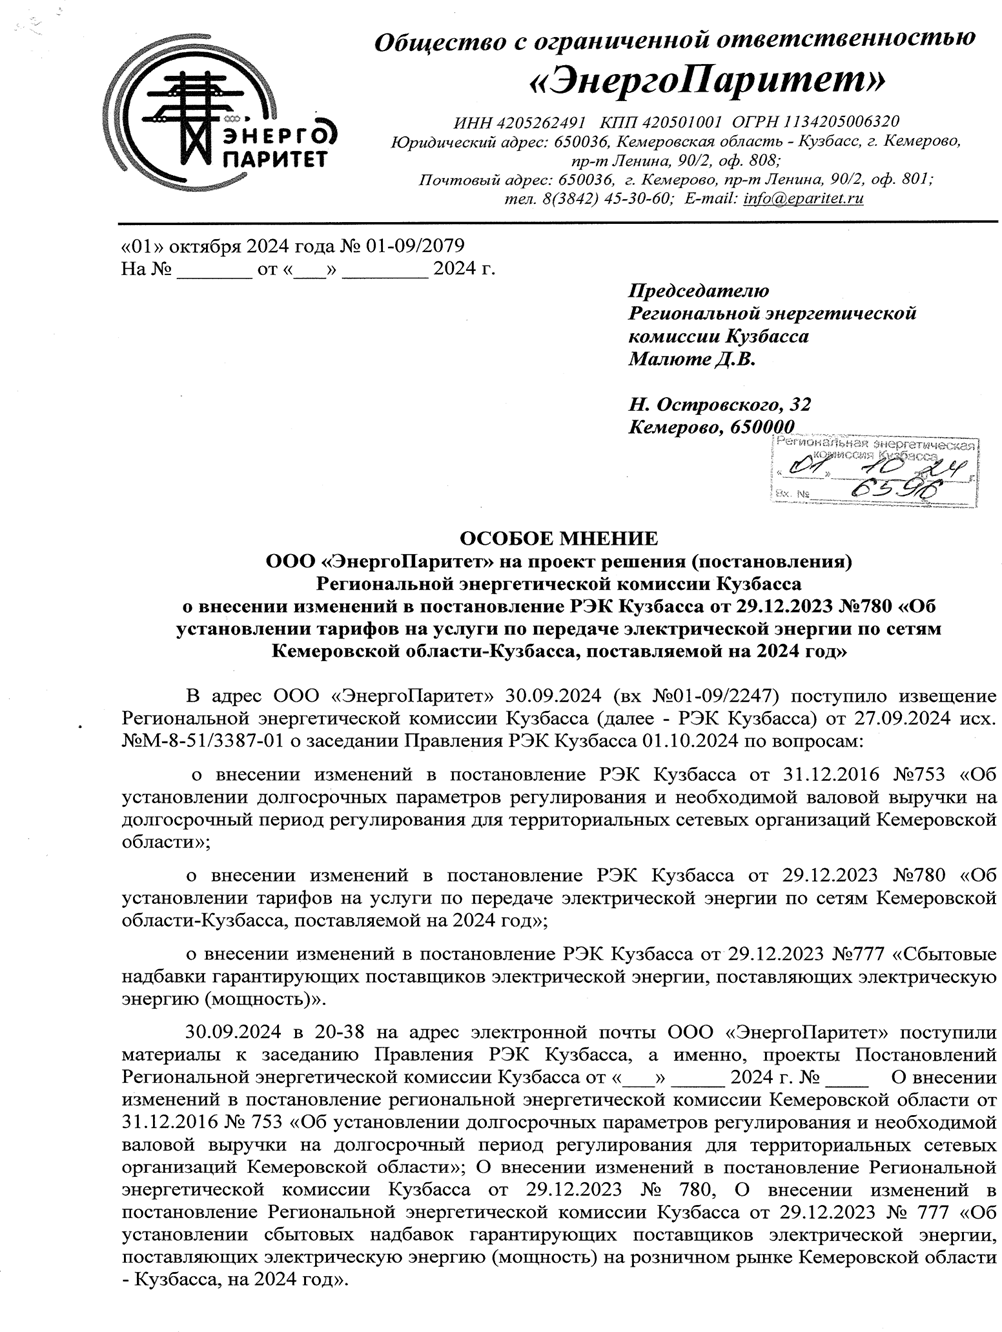 Общество с ограниченной ответственностью
«ЭнергоПаритет»
ЭНЕРГО
ПАРИТЕТ
ИНН 4205262491 КПП 420501001 ОГРН 1134205006320
Юридический адрес: 650036, Кемеровская область - Кузбасс, г. Кемерово,
пр-т Ленина, 90/2, оф. 808;
Почтовый адрес: 650036, г. Кемерово, пр-т Ленина, 90/2, оф. 801;
тел. 8(3842) 45-30-60; E-mail: info@eparitet.ru
«01» октября 2024 года № 01-09/2079
На № ________ от «___» _________ 2024 г.
Председателю
Региональной энергетической
комиссии Кузбасса
Малюте Д.В.
Н. Островского, 32
Кемерово, 650000
Региональная энергетическая
комиссия Кузбасса
«01» 10 2024 г.
Вх. № 6596
ОСОБОЕ МНЕНИЕ
ООО «ЭнергоПаритет» на проект решения (постановления)
Региональной энергетической комиссии Кузбасса
о внесении изменений в постановление РЭК Кузбасса от 29.12.2023 №780 «Об
установлении тарифов на услуги по передаче электрической энергии по сетям
Кемеровской области-Кузбасса, поставляемой на 2024 год»
В адрес ООО «ЭнергоПаритет» 30.09.2024 (вх №01-09/2247) поступило извещение
Региональной энергетической комиссии Кузбасса (далее - РЭК Кузбасса) от 27.09.2024 исх.
№М-8-51/3387-01 о заседании Правления РЭК Кузбасса 01.10.2024 по вопросам:
о внесении изменений в постановление РЭК Кузбасса от 31.12.2016 №753 «Об
установлении долгосрочных параметров регулирования и необходимой валовой выручки на
долгосрочный период регулирования для территориальных сетевых организаций Кемеровской
области»;
о внесении изменений в постановление РЭК Кузбасса от 29.12.2023 №780 «Об
установлении тарифов на услуги по передаче электрической энергии по сетям Кемеровской
области-Кузбасса, поставляемой на 2024 год»;
о внесении изменений в постановление РЭК Кузбасса от 29.12.2023 №777 «Сбытовые
надбавки гарантирующих поставщиков электрической энергии, поставляющих электрическую
энергию (мощность)».
30.09.2024 в 20-38 на адрес электронной почты ООО «ЭнергоПаритет» поступили
материалы к заседанию Правления РЭК Кузбасса, а именно, проекты Постановлений
Региональной энергетической комиссии Кузбасса от «___» _____ 2024 г. № ____ О внесении
изменений в постановление региональной энергетической комиссии Кемеровской области от
31.12.2016 № 753 «Об установлении долгосрочных параметров регулирования и необходимой
валовой выручки на долгосрочный период регулирования для территориальных сетевых
организаций Кемеровской области»; О внесении изменений в постановление Региональной
энергетической комиссии Кузбасса от 29.12.2023 № 780, О внесении изменений в
постановление Региональной энергетической комиссии Кузбасса от 29.12.2023 № 777 «Об
установлении сбытовых надбавок гарантирующих поставщиков электрической энергии,
поставляющих электрическую энергию (мощность) на розничном рынке Кемеровской области
- Кузбасса, на 2024 год».